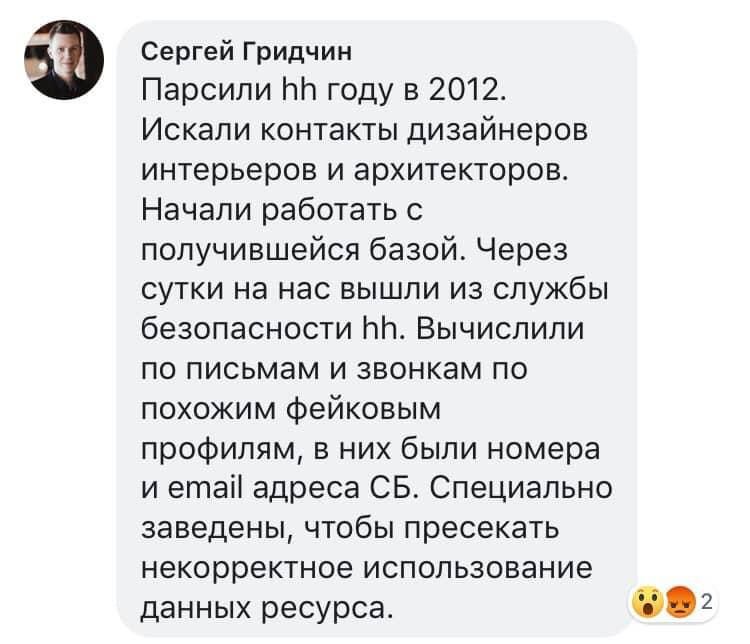 Сергей Гридчин
Парсили hh году в 2012.
Искали контакты дизайнеров
интерьеров и архитекторов.
Начали работать с
получившейся базой. Через
сутки на нас вышли из службы
безопасности hh. Вычислили
по письмам и звонкам по
похожим фейковым
профилям, в них были номера
и email адреса СБ. Специально
заведены, чтобы пресекать
некорректное использование
данных ресурса.
2